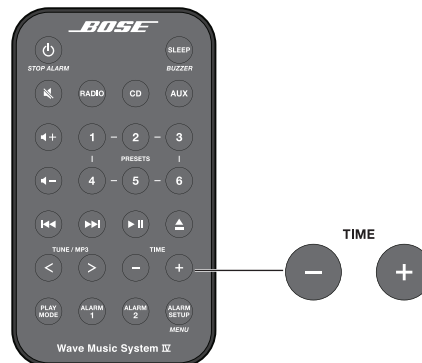 BOSE
SLEEP
STOP ALARM BUZZER
RADIO CD AUX
1 - 2 - 3
PRESETS
4 - 5 - 6
TUNE / MP3 TIME
< > - +
PLAY MODE ALARM 1 ALARM 2 ALARM SETUP
MENU
Wave Music System IV
TIME
- +